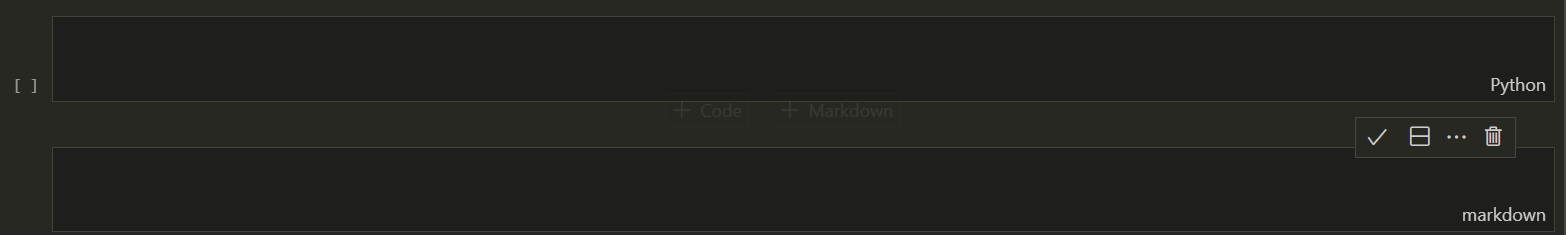 [ ]
Python
+ Code + Markdown
markdown